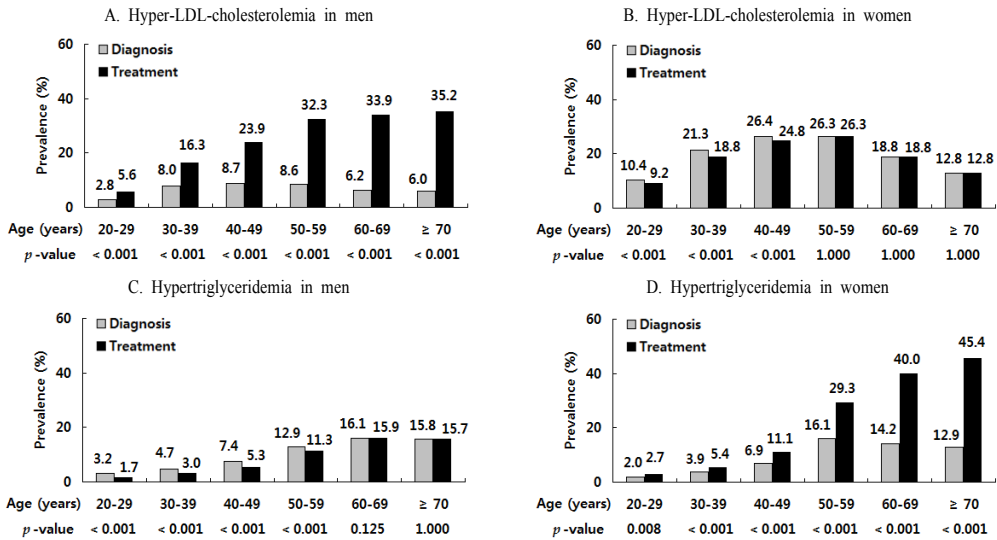 A. Hyper-LDL-cholesterolemia in men
60
40
20
0
Prevalence (%)
Diagnosis
Treatment
2.8 5.6 8.0 16.3 8.7 23.9 8.6 32.3 6.2 33.9 6.0 35.2
Age (years) 20-29 30-39 40-49 50-59 60-69 ≥ 70
p-value < 0.001 < 0.001 < 0.001 < 0.001 < 0.001 < 0.001
B. Hyper-LDL-cholesterolemia in women
60
40
20
0
Prevalence (%)
Diagnosis
Treatment
10.4 9.2 21.3 18.8 26.4 24.8 26.3 26.3 18.8 18.8 12.8 12.8
Age (years) 20-29 30-39 40-49 50-59 60-69 ≥ 70
p-value < 0.001 < 0.001 < 0.001 1.000 1.000 1.000
C. Hypertriglyceridemia in men
60
40
20
0
Prevalence (%)
Diagnosis
Treatment
3.2 1.7 4.7 3.0 7.4 5.3 12.9 11.3 16.1 15.9 15.8 15.7
Age (years) 20-29 30-39 40-49 50-59 60-69 ≥ 70
p-value < 0.001 < 0.001 < 0.001 < 0.001 0.125 1.000
D. Hypertriglyceridemia in women
60
40
20
0
Prevalence (%)
Diagnosis
Treatment
2.0 2.7 3.9 5.4 6.9 11.1 16.1 29.3 14.2 40.0 12.9 45.4
Age (years) 20-29 30-39 40-49 50-59 60-69 ≥ 70
p-value 0.008 < 0.001 < 0.001 < 0.001 < 0.001 < 0.001